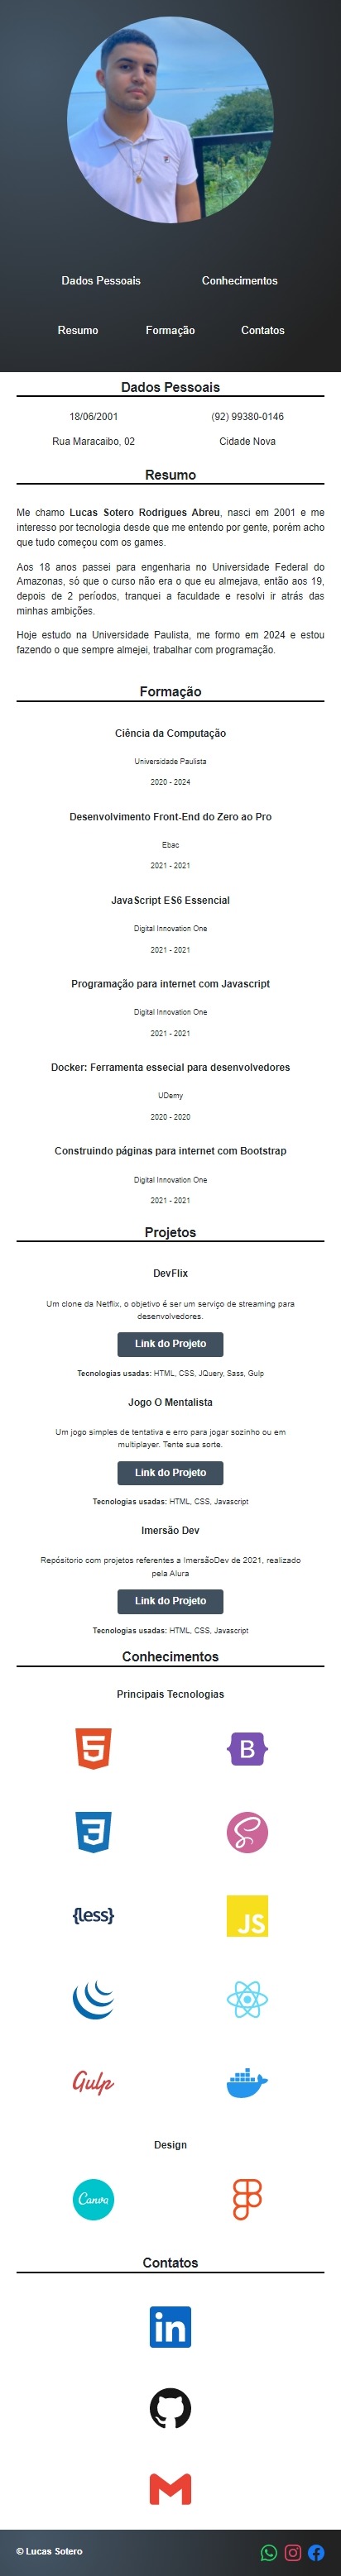 Dados Pessoais Conhecimentos
Resumo Formação Contatos
Dados Pessoais
18/06/2001 (92) 99380-0146
Rua Maracaibo, 02 Cidade Nova
Resumo
Me chamo Lucas Sotero Rodrigues Abreu, nasci em 2001 e me
interesso por tecnologia desde que me entendo por gente, porém acho
que tudo começou com os games.
Aos 18 anos passei para engenharia no Universidade Federal do
Amazonas, só que o curso não era o que eu almejava, então aos 19,
depois de 2 períodos, tranquei a faculdade e resolvi ir atrás das
minhas ambições.
Hoje estudo na Universidade Paulista, me formo em 2024 e estou
fazendo o que sempre almejei, trabalhar com programação.
Formação
Ciência da Computação
Universidade Paulista
2020 - 2024
Desenvolvimento Front-End do Zero ao Pro
Ebac
2021 - 2021
JavaScript ES6 Essencial
Digital Innovation One
2021 - 2021
Programação para internet com Javascript
Digital Innovation One
2021 - 2021
Docker: Ferramenta essecial para desenvolvedores
UDemy
2020 - 2020
Construindo páginas para internet com Bootstrap
Digital Innovation One
2021 - 2021
Projetos
DevFlix
Um clone da Netflix, o objetivo é ser um serviço de streaming para
desenvolvedores.
Link do Projeto
Tecnologias usadas: HTML, CSS, JQuery, Sass, Gulp
Jogo O Mentalista
Um jogo simples de tentativa e erro para jogar sozinho ou em
multiplayer. Tente sua sorte.
Link do Projeto
Tecnologias usadas: HTML, CSS, Javascript
Imersão Dev
Repósitorio com projetos referentes a ImersãoDev de 2021, realizado
pela Alura
Link do Projeto
Tecnologias usadas: HTML, CSS, Javascript
Conhecimentos
Principais Tecnologias
5 B
3
{less} JS
Gulp
Design
Canva
Contatos
in
© Lucas Sotero